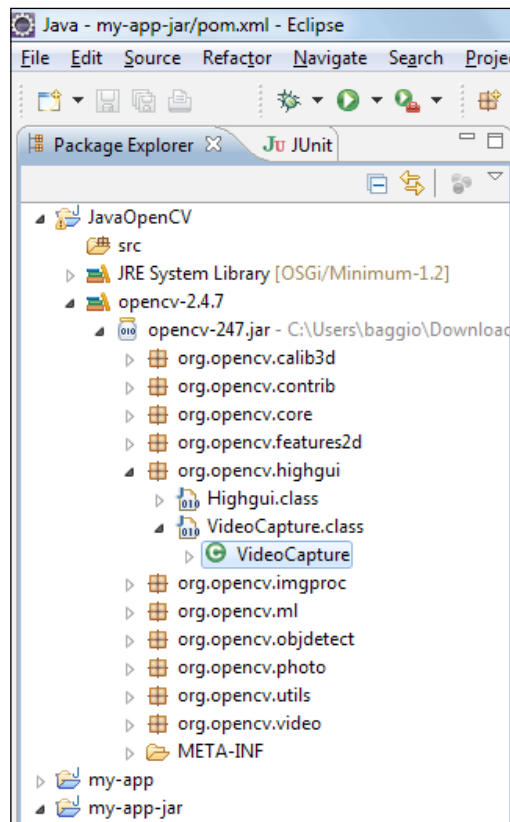 Java - my-app-jar/pom.xml - Eclipse
File Edit Source Refactor Navigate Search
Package Explorer JU JUnit
JavaOpenCV
src
JRE System Library [OSGi/Minimum-1.2]
opencv-2.4.7
opencv-247.jar - C:\Users\baggio\Download
org.opencv.calib3d
org.opencv.contrib
org.opencv.core
org.opencv.features2d
org.opencv.highgui
Highgui.class
VideoCapture.class
VideoCapture
org.opencv.imgproc
org.opencv.ml
org.opencv.objdetect
org.opencv.photo
org.opencv.utils
org.opencv.video
META-INF
my-app
my-app-jar